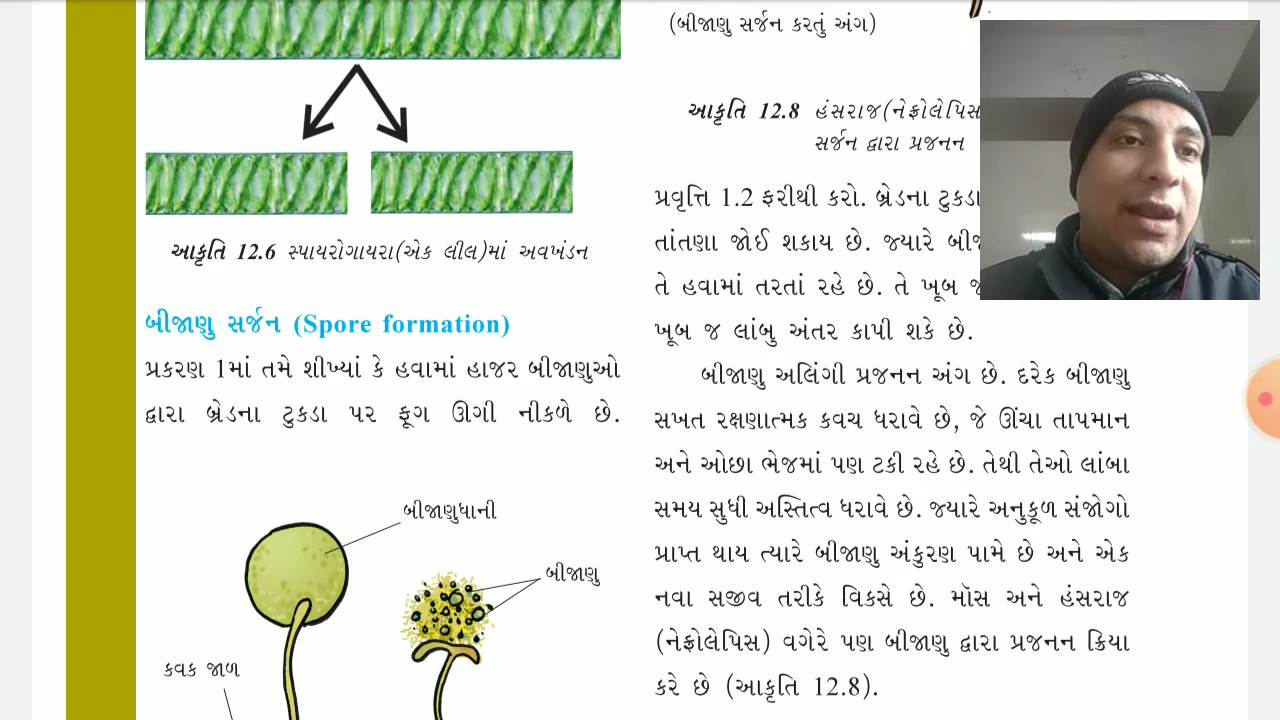 આકૃતિ 12.6 સ્પાયરોગાયરા(એક લીલ)માં અવખંડન
બીજાણુ સર્જન (Spore formation)
પ્રકરણ 1માં તમે શીખ્યાં કે હવામાં હાજર બીજાણુઓ
દ્વારા બ્રેડના ટુકડા પર ફૂગ ઊગી નીકળે છે.
બીજાણુધાની
બીજાણુ
કવક જાળ
(બીજાણુ સર્જન કરતું અંગ)
આકૃતિ 12.8 હંસરાજ(નેફ્રોલેપિસ
સર્જન દ્વારા પ્રજનન
પ્રવૃત્તિ 1.2 ફરીથી કરો. બ્રેડના ટુકડા
તાંતણા જોઈ શકાય છે. જ્યારે
તે હવામાં તરતાં રહે છે. તે ખૂબ
ખૂબ જ લાંબુ અંતર કાપી શકે છે.
બીજાણુ અલિંગી પ્રજનન અંગ છે. દરેક બીજાણુ
સખત રક્ષણાત્મક કવચ ધરાવે છે, જે ઊંચા તાપમાન
અને ઓછા ભેજમાં પણ ટકી રહે છે. તેથી તેઓ લાંબા
સમય સુધી અસ્તિત્વ ધરાવે છે. જ્યારે અનુકૂળ સંજોગો
પ્રાપ્ત થાય ત્યારે બીજાણુ અંકુરણ પામે છે અને એક
નવા સજીવ તરીકે વિકસે છે. મૉસ અને હંસરાજ
(નેફ્રોલેપિસ) વગેરે પણ બીજાણુ દ્વારા પ્રજનન ક્રિયા
કરે છે (આકૃતિ 12.8).